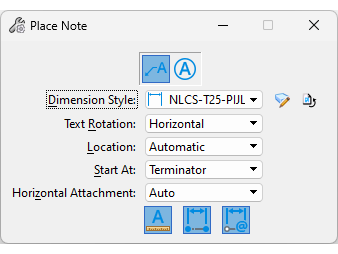 Place Note
A A
Dimension Style: NLCS-T25-PIJL
Text Rotation: Horizontal
Location: Automatic
Start At: Terminator
Horizontal Attachment: Auto
A @